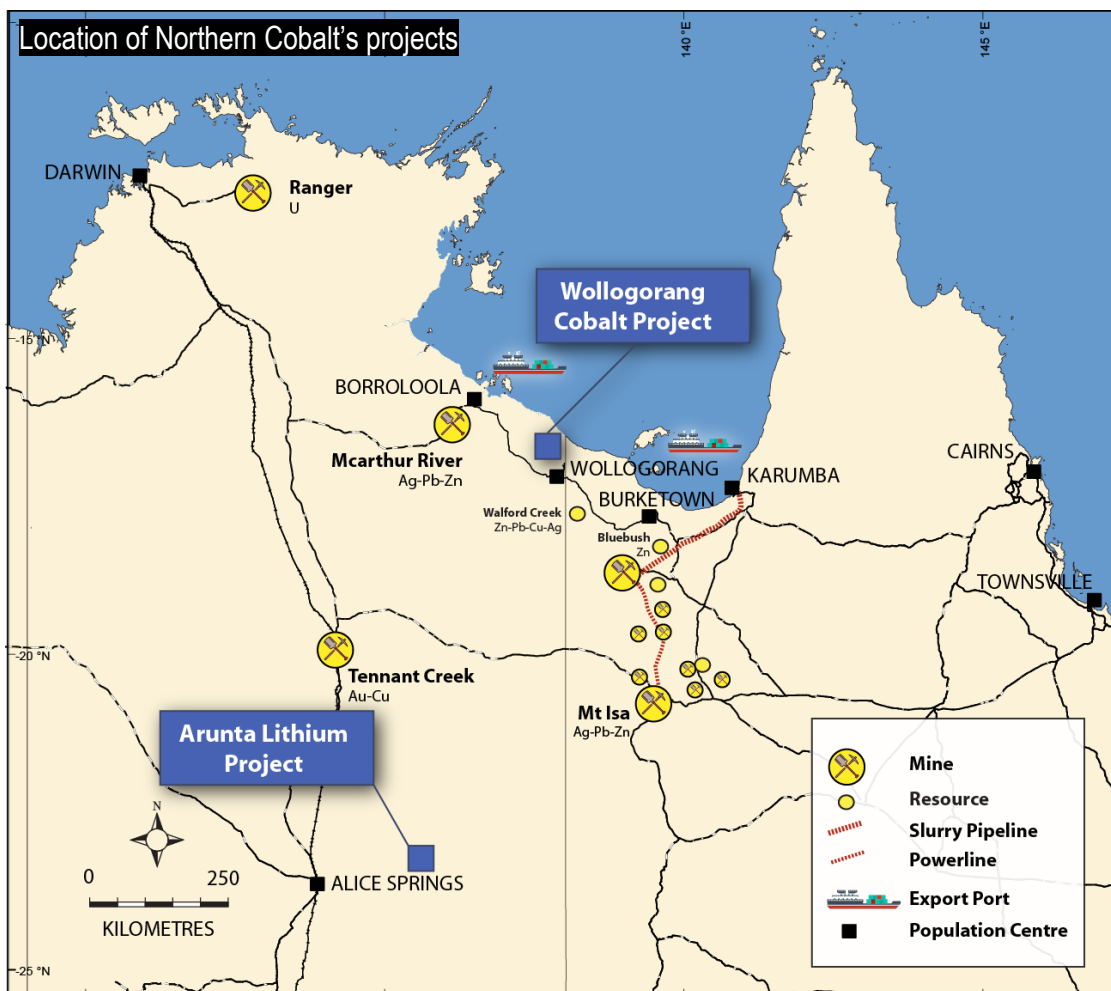 Location of Northern Cobalt's projects
140 °E
145 °E
DARWIN
Ranger
U
Wollogorang
Cobalt Project
-15 °N
BORROLOOLA
Mcarthur River
Ag-Pb-Zn
WOLLOGORANG
KARUMBA
CAIRNS
BURKETOWN
Walford Creek
Zn-Pb-Cu-Ag
Bluebush
Zn
TOWNSVILLE
-20 °N
Tennant Creek
Au-Cu
Mt Isa
Ag-Pb-Zn
Arunta Lithium
Project
N
0 250
KILOMETRES
ALICE SPRINGS
-25 °N
Mine
Resource
Slurry Pipeline
Powerline
Export Port
Population Centre